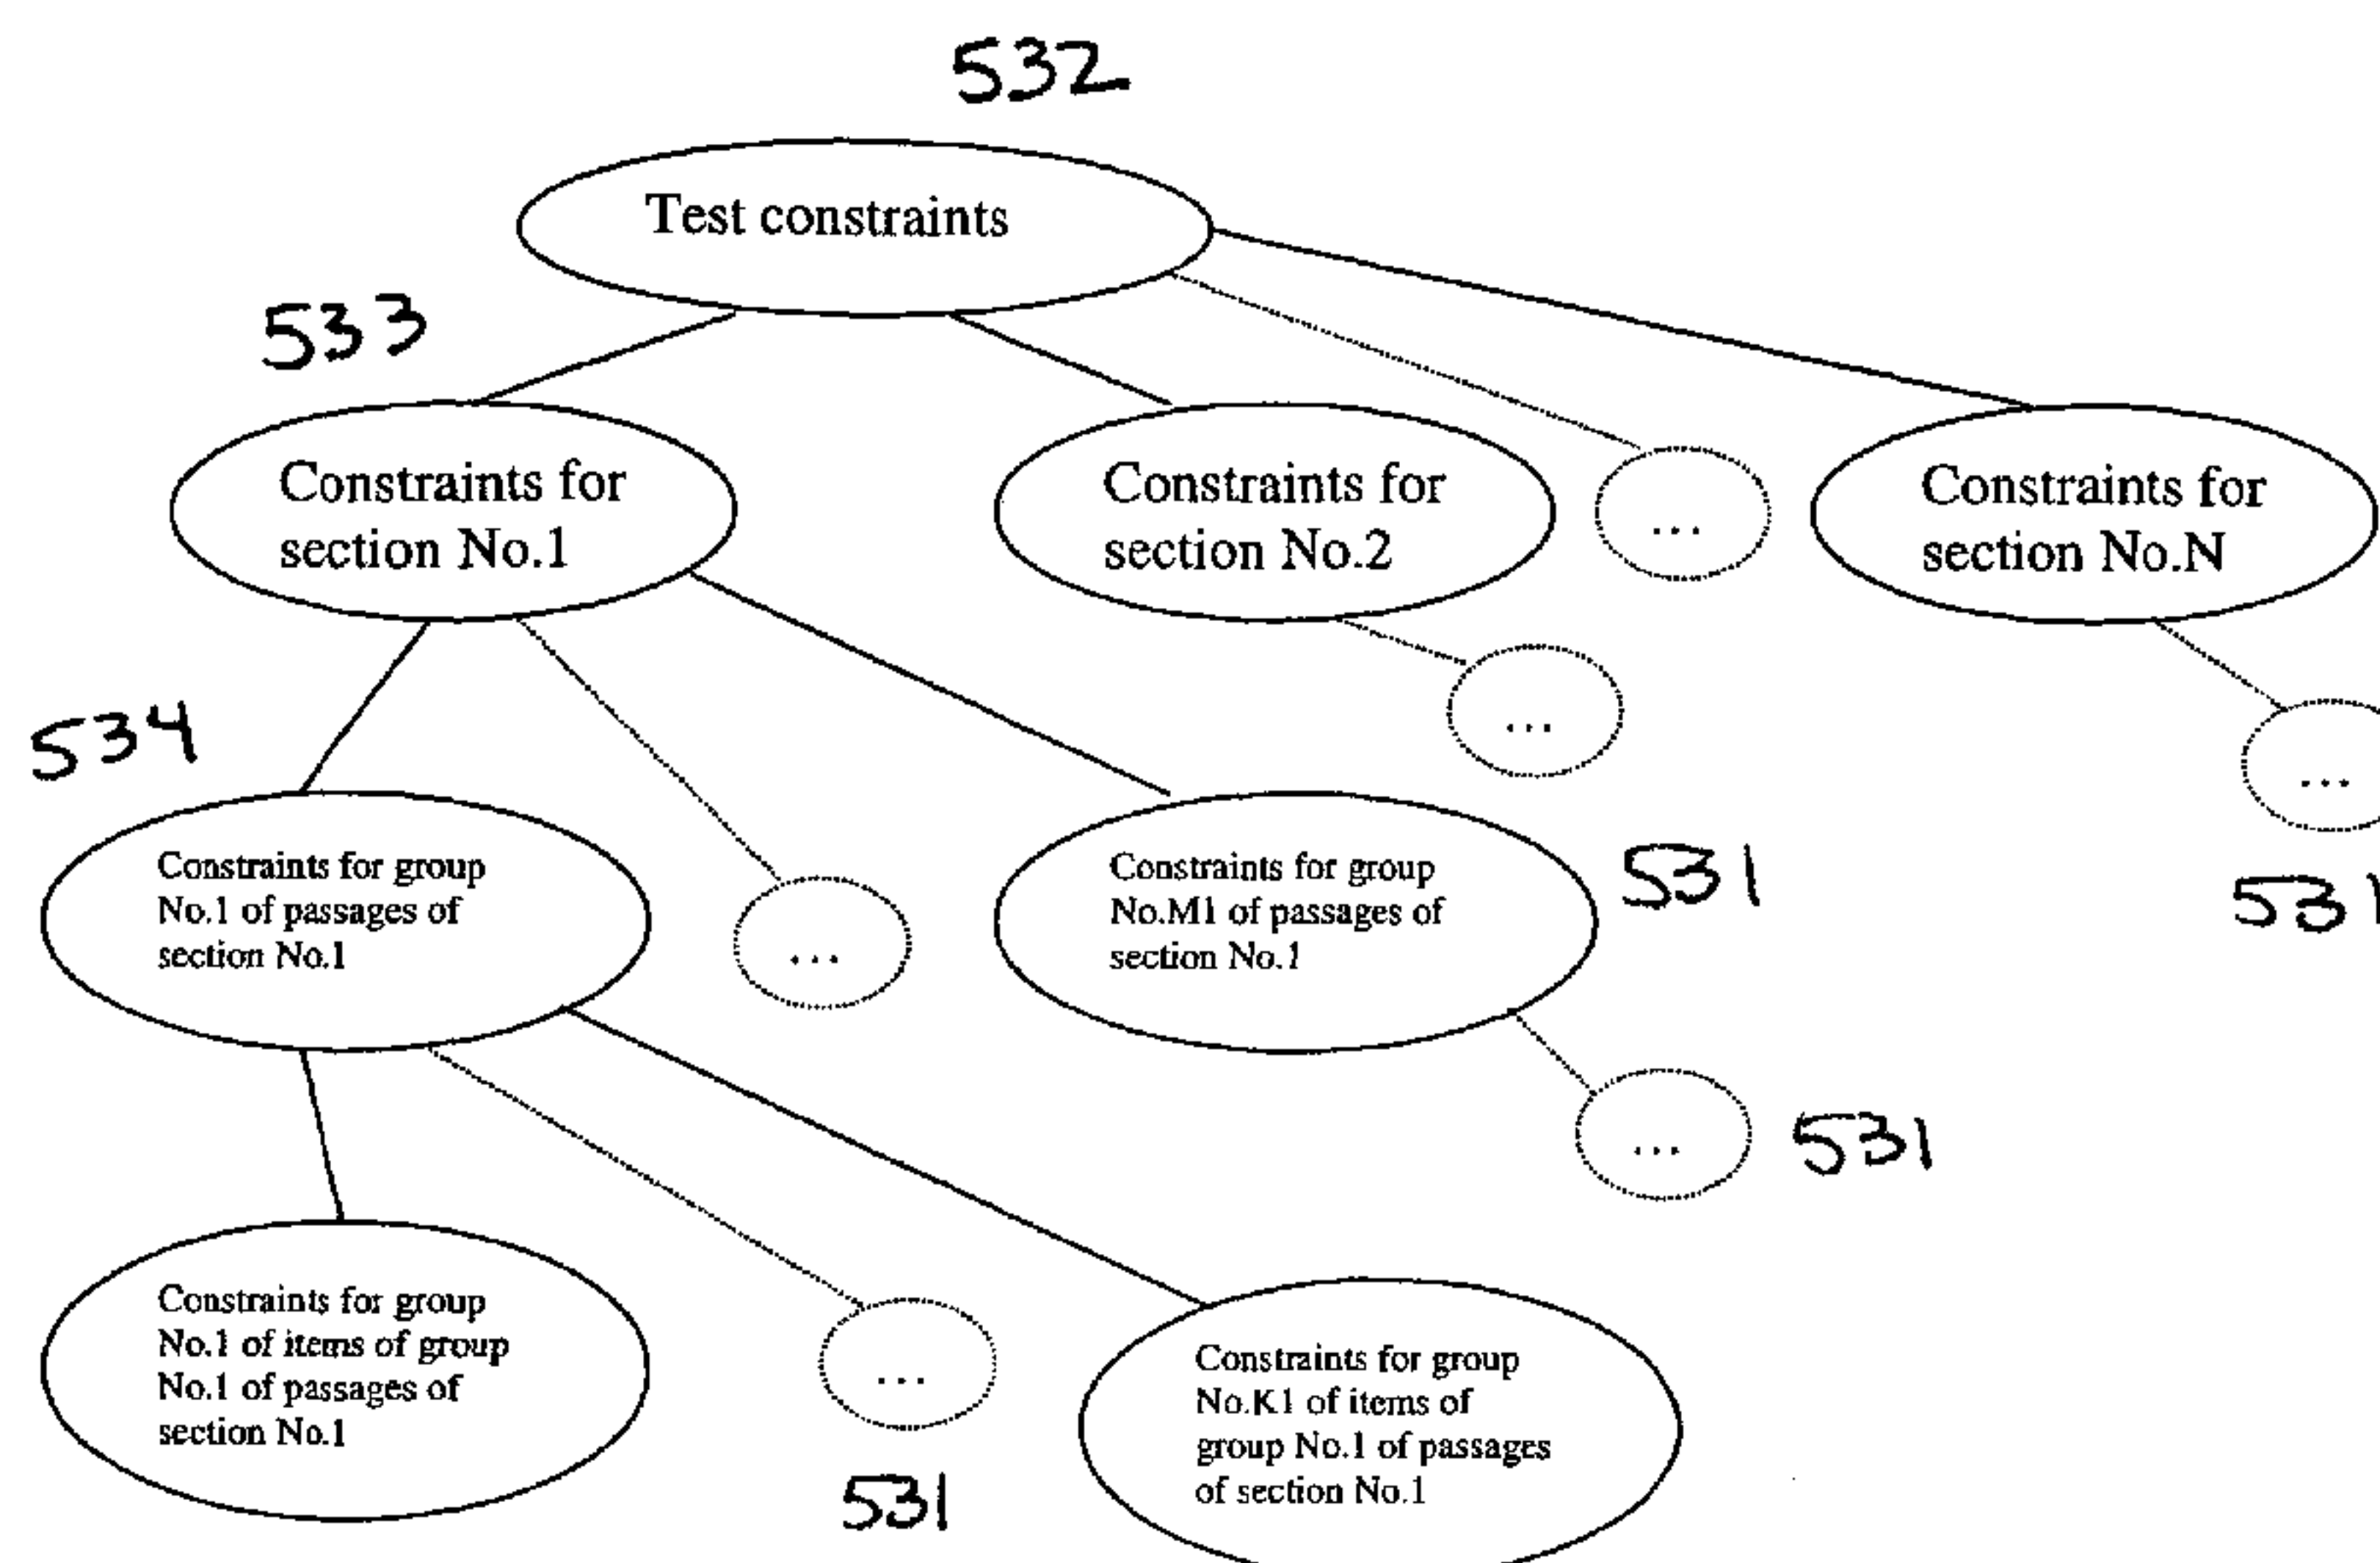 532
Test constraints
533
Constraints for
section No.1
Constraints for
section No.2
...
Constraints for
section No.N
...
...
534
Constraints for group
No.1 of passages of
section No.1
...
Constraints for group
No.M1 of passages of
section No.1
531
531
...
531
Constraints for group
No.1 of items of group
No.1 of passages of
section No.1
...
531
Constraints for group
No.K1 of items of
group No.1 of passages
of section No.1